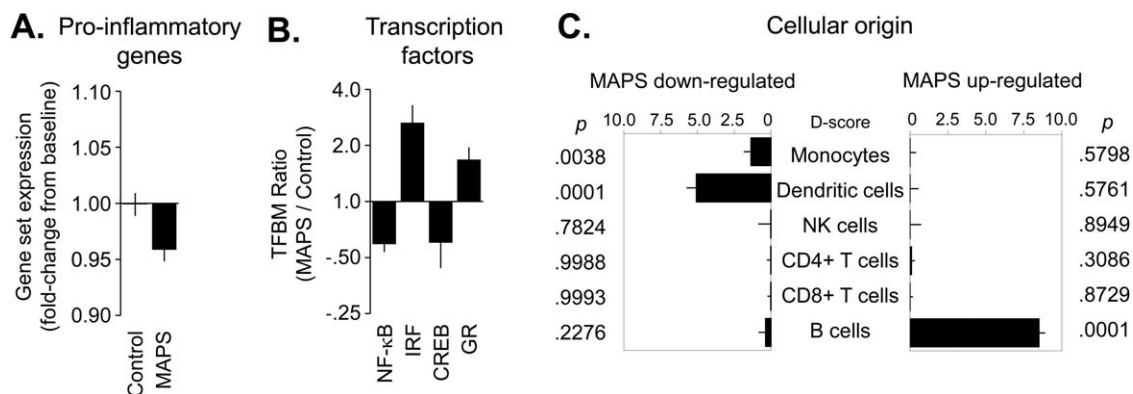 A. Pro-inflammatory
genes
Gene set expression
(fold-change from baseline)
1.10
1.05
1.00
0.95
0.90
Control
MAPS
B. Transcription
factors
TFBM Ratio
(MAPS / Control)
4.0
2.0
1.0
-.50
-.25
NF-κB
IRF
CREB
GR
C. Cellular origin
MAPS down-regulated MAPS up-regulated
p 10.0 7.5 5.0 2.5 0 D-score 0 2.5 5.0 7.5 10.0 p
.0038 Monocytes .5798
.0001 Dendritic cells .5761
.7824 NK cells .8949
.9988 CD4+ T cells .3086
.9993 CD8+ T cells .8729
.2276 B cells .0001